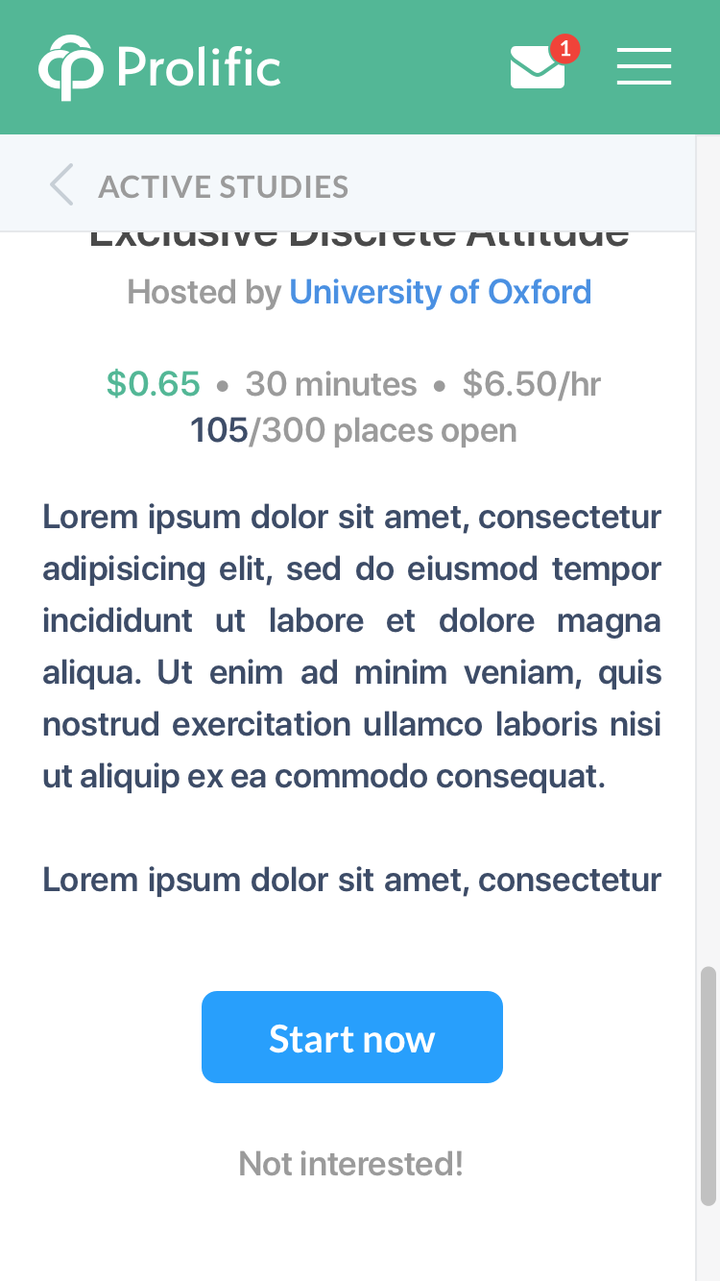 Prolific
1
ACTIVE STUDIES
Exclusive Discrete Attitude
Hosted by University of Oxford
$0.65 • 30 minutes • $6.50/hr
105/300 places open
Lorem ipsum dolor sit amet, consectetur
adipisicing elit, sed do eiusmod tempor
incididunt ut labore et dolore magna
aliqua. Ut enim ad minim veniam, quis
nostrud exercitation ullamco laboris nisi
ut aliquip ex ea commodo consequat.
Lorem ipsum dolor sit amet, consectetur
Start now
Not interested!